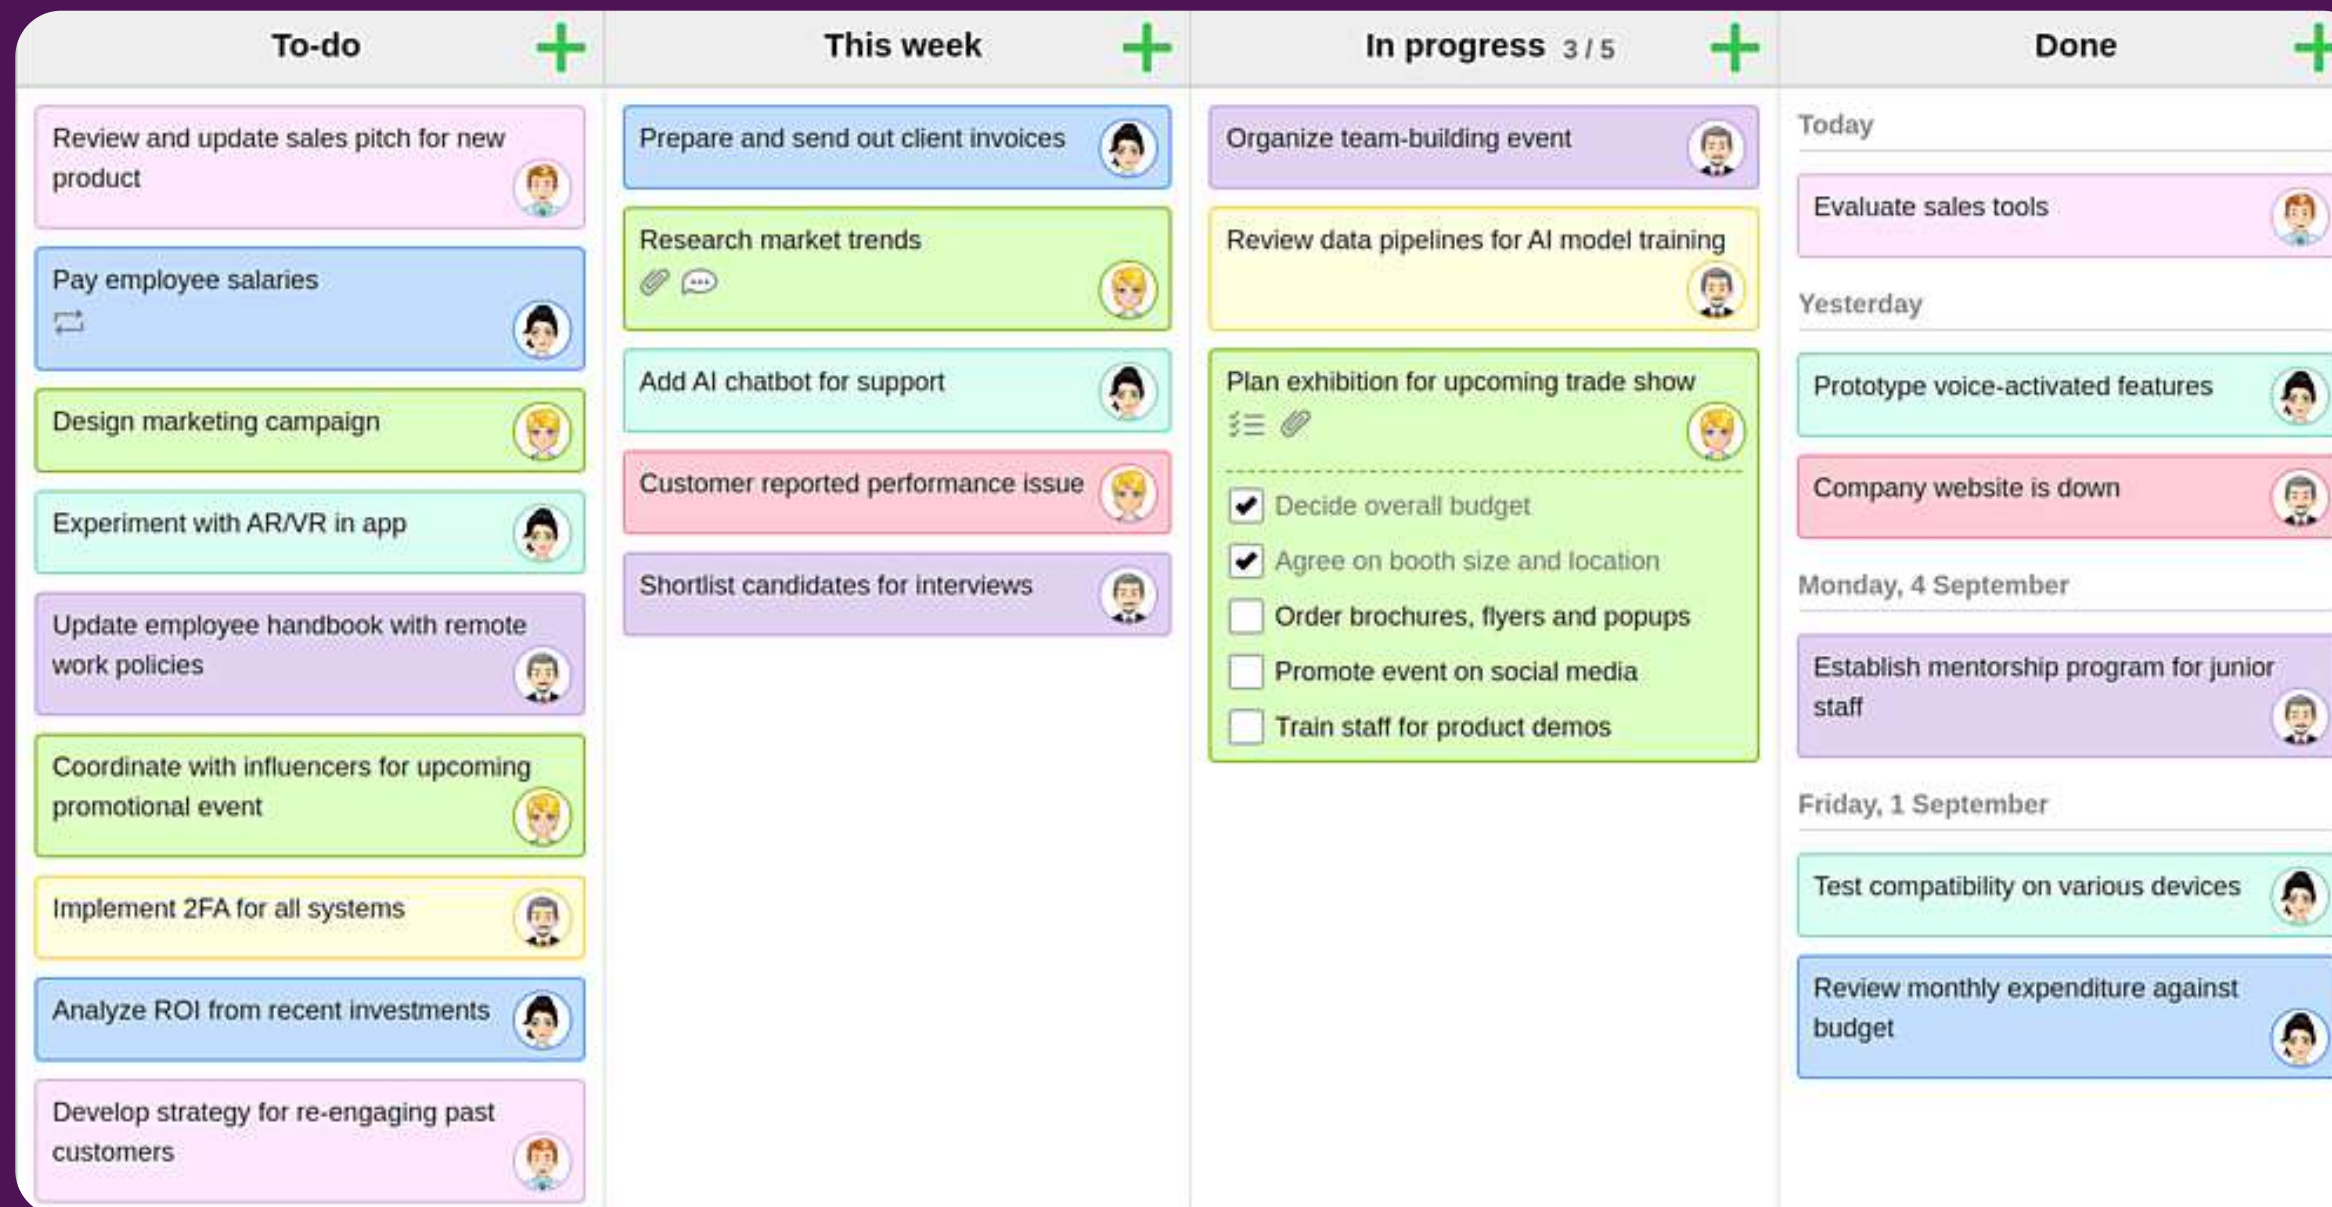 To-do
Review and update sales pitch for new
product
Pay employee salaries
Design marketing campaign
Experiment with AR/VR in app
Update employee handbook with remote
work policies
Coordinate with influencers for upcoming
promotional event
Implement 2FA for all systems
Analyze ROI from recent investments
Develop strategy for re-engaging past
customers
This week
Prepare and send out client invoices
Research market trends
Add AI chatbot for support
Customer reported performance issue
Shortlist candidates for interviews
In progress 3 / 5
Organize team-building event
Review data pipelines for AI model training
Plan exhibition for upcoming trade show
Decide overall budget
Agree on booth size and location
Order brochures, flyers and popups
Promote event on social media
Train staff for product demos
Done
Today
Evaluate sales tools
Yesterday
Prototype voice-activated features
Company website is down
Monday, 4 September
Establish mentorship program for junior
staff
Friday, 1 September
Test compatibility on various devices
Review monthly expenditure against
budget